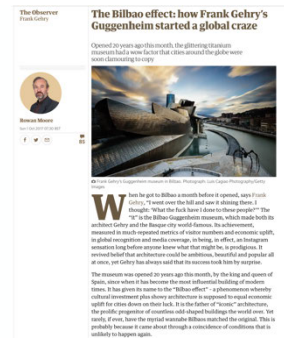 The Observer
Frank Gehry
The Bilbao effect: how Frank Gehry's
Guggenheim started a global craze
Opened 20 years ago this month, the glittering titanium
museum had a wow factor that cities around the globe were
soon clamouring to copy
Rowan Moore
Sun 1 Oct 2017
Frank Gehry's Guggenheim museum in Bilbao. Photograph:
Images
When he got to Bilbao a month before it opened, says Frank
Gehry, "I went over the hill and saw it shining there. I
thought: 'What the fuck have I done to these people?'" The
"it" is the Bilbao Guggenheim museum, which made both its
architect Gehry and the Basque city world-famous. Its achievement,
measured in much-repeated metrics of visitor numbers and economic uplift,
in global recognition and media coverage, in being, in effect, an Instagram
sensation long before anyone knew what that might be, is prodigious. It
revived belief that architecture could be ambitious, beautiful and popular all
at once, yet Gehry has always said that its success took him by surprise.
The museum was opened 20 years ago this month, by the king and queen of
Spain, since when it has become the most influential building of modern
times. It has given its name to the "Bilbao effect" – a phenomenon whereby
cultural investment plus showy architecture is supposed to equal economic
uplift for cities down on their luck. It is the father of "iconic" architecture,
the prolific progenitor of countless odd-shaped buildings the world over. Yet
rarely, if ever, have the myriad wannabe Bilbaos matched the original. This is
probably because it came about through a coincidence of conditions that is
unlikely to happen again.